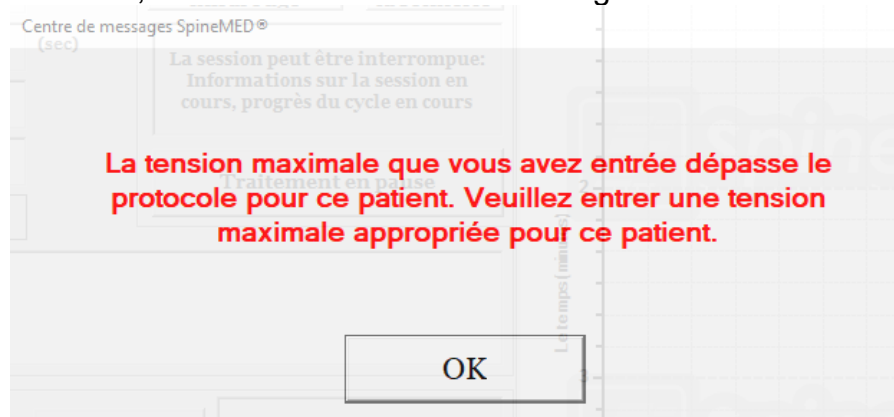 Centre de messages SpineMED®
(sec)
La session peut être interrompue:
Informations sur la session en
cours, progrès du cycle en cours
La tension maximale que vous avez entrée dépasse le
Traitement en pause
protocole pour ce patient. Veuillez entrer une tension
maximale appropriée pour ce patient.
2
Le temps (minutes)
OK
3